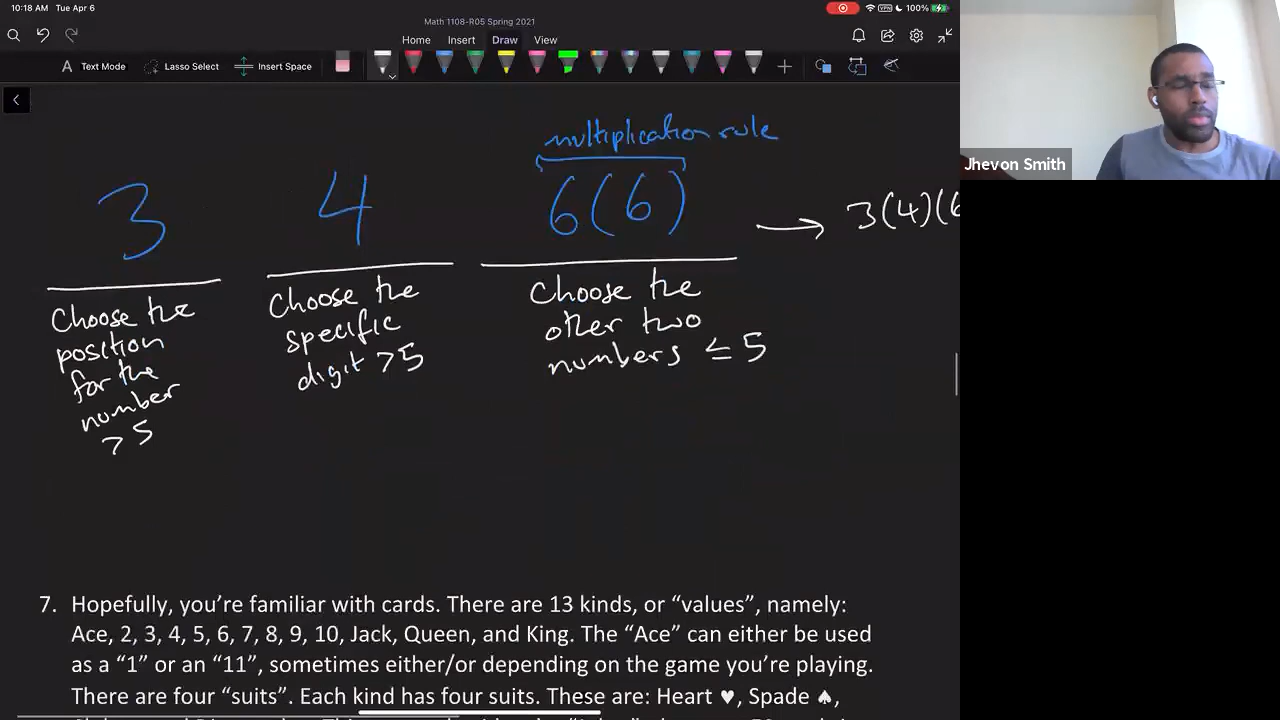 10:18 AM Tue Apr 6
100%
Math 1108-R05 Spring 2021
Home Insert Draw View
Text Mode Lasso Select Insert Space
multiplication rule
3 4 6(6) → 3(4)(6
Choose the
position
for the
number
>5
Choose the
specific
digit >5
Choose the
other two
numbers ≤ 5
7. Hopefully, you’re familiar with cards. There are 13 kinds, or “values”, namely:
Ace, 2, 3, 4, 5, 6, 7, 8, 9, 10, Jack, Queen, and King. The “Ace” can either be used
as a “1” or an “11”, sometimes either/or depending on the game you’re playing.
There are four “suits”. Each kind has four suits. These are: Heart ♥, Spade ♠,
Jhevon Smith